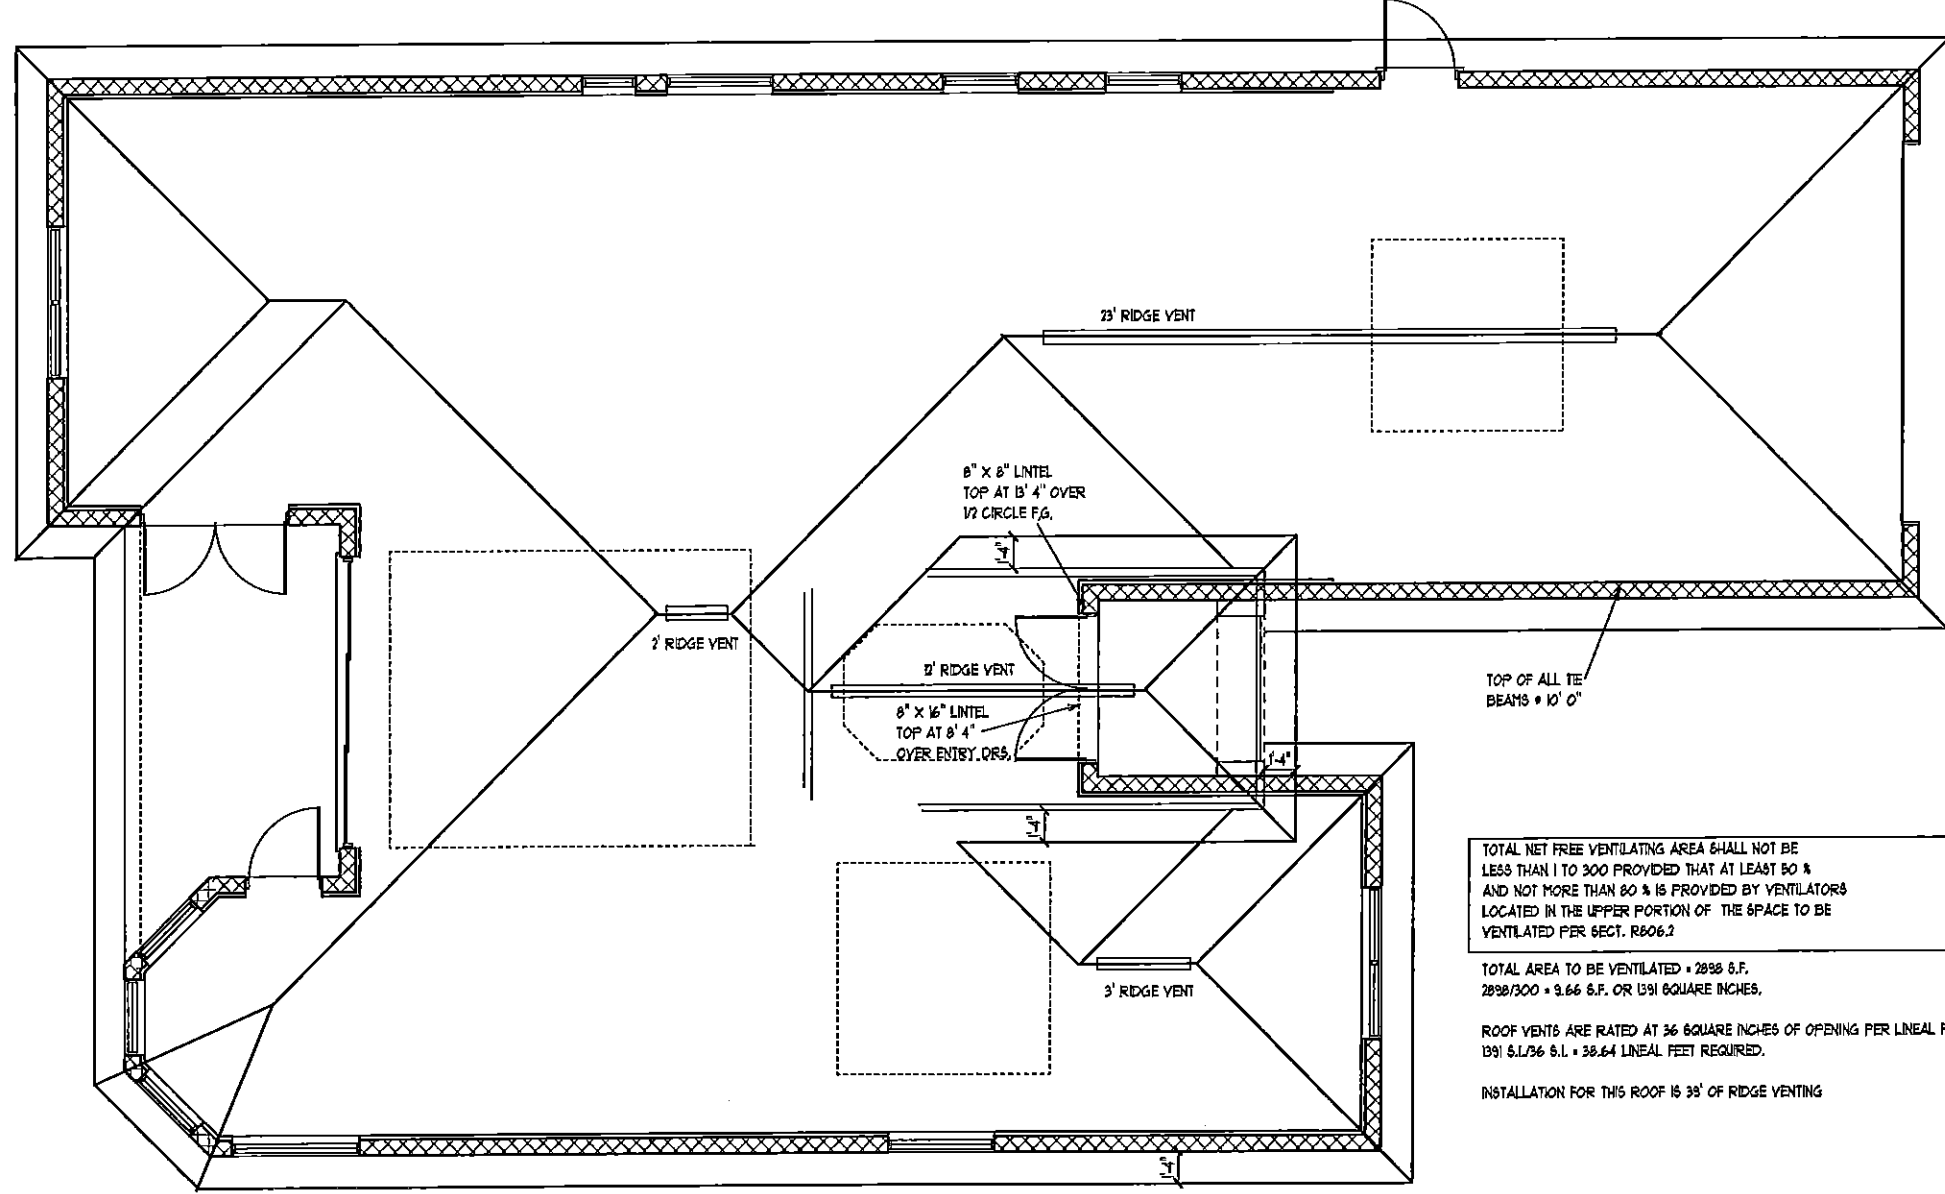 23' RIDGE VENT
8" X 8" LINTEL
TOP AT 13' 4" OVER
1/2 CIRCLE F.G.
1'-4"
2' RIDGE VENT
12' RIDGE VENT
8" X 16" LINTEL
TOP AT 8' 4"
OVER ENTRY DRS.
TOP OF ALL TIE
BEAMS = 10' 0"
1'-4"
1'-4"
3' RIDGE VENT
1'-4"
TOTAL NET FREE VENTILATING AREA SHALL NOT BE
LESS THAN 1 TO 300 PROVIDED THAT AT LEAST 50 %
AND NOT MORE THAN 80 % IS PROVIDED BY VENTILATORS
LOCATED IN THE UPPER PORTION OF THE SPACE TO BE
VENTILATED PER SECT. R806.2
TOTAL AREA TO BE VENTILATED = 2898 S.F.
2898/300 = 9.66 S.F. OR 1391 SQUARE INCHES.
ROOF VENTS ARE RATED AT 36 SQUARE INCHES OF OPENING PER LINEAL
1391 S.I./36 S.I. = 38.64 LINEAL FEET REQUIRED.
INSTALLATION FOR THIS ROOF IS 39' OF RIDGE VENTING